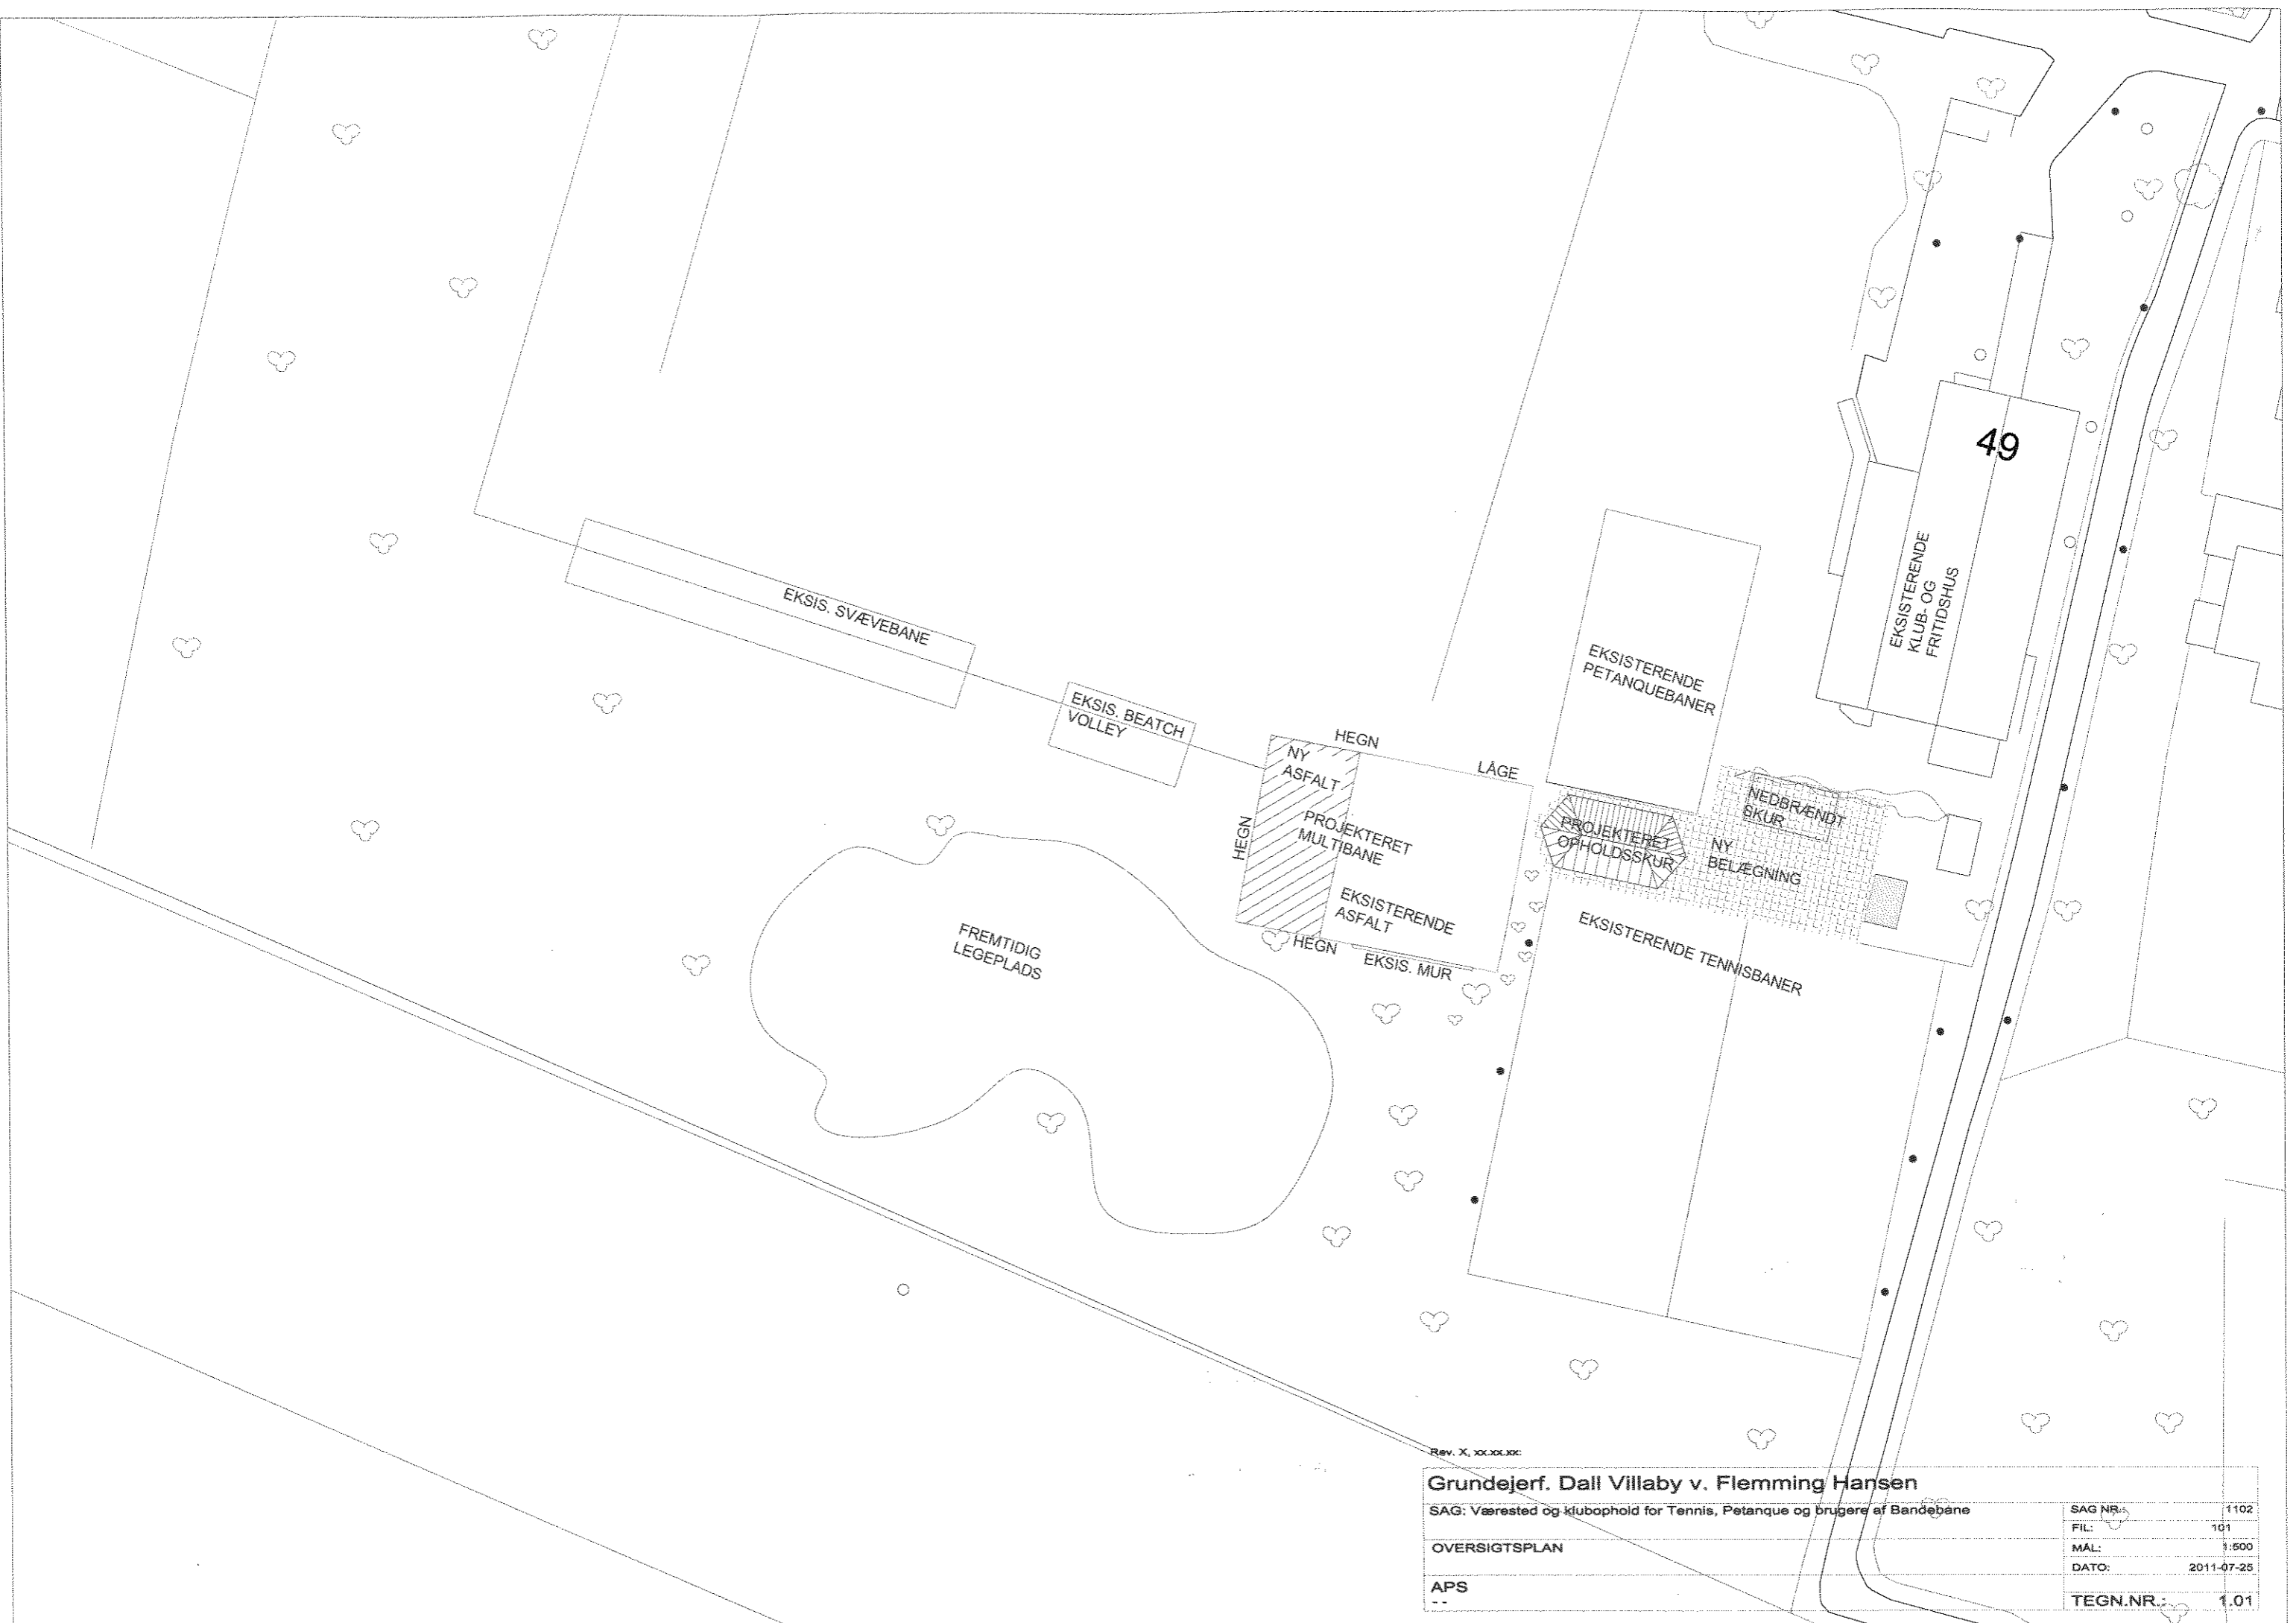 49
EKSISTERENDE
KLUB- OG
FRITIDSHUS
EKSIS. SVÆVEBANE
EKSISTERENDE
PETANQUEBANER
EKSIS. BEATCH
VOLLEY
HEGN
LÅGE
NY
ASFALT
HEGN
PROJEKTERET
MULTIBANE
EKSISTERENDE
ASFALT
HEGN
EKSIS. MUR
NEDBRÆNDT
SKUR
PROJEKTERET
OPHOLDSSKUR
NY
BELÆGNING
EKSISTERENDE TENNISBANER
FREMTIDIG
LEGEPLADS
Rev. X, xx.xx.xx:
Grundejerf. Dall Villaby v. Flemming Hansen
SAG: Værested og klubophold for Tennis, Petanque og brugere af Bandebane
SAG NR.: 1102
FIL: 101
OVERSIGTSPLAN
MÅL: 1:500
DATO: 2011-07-25
APS
--
TEGN.NR.: 1.01